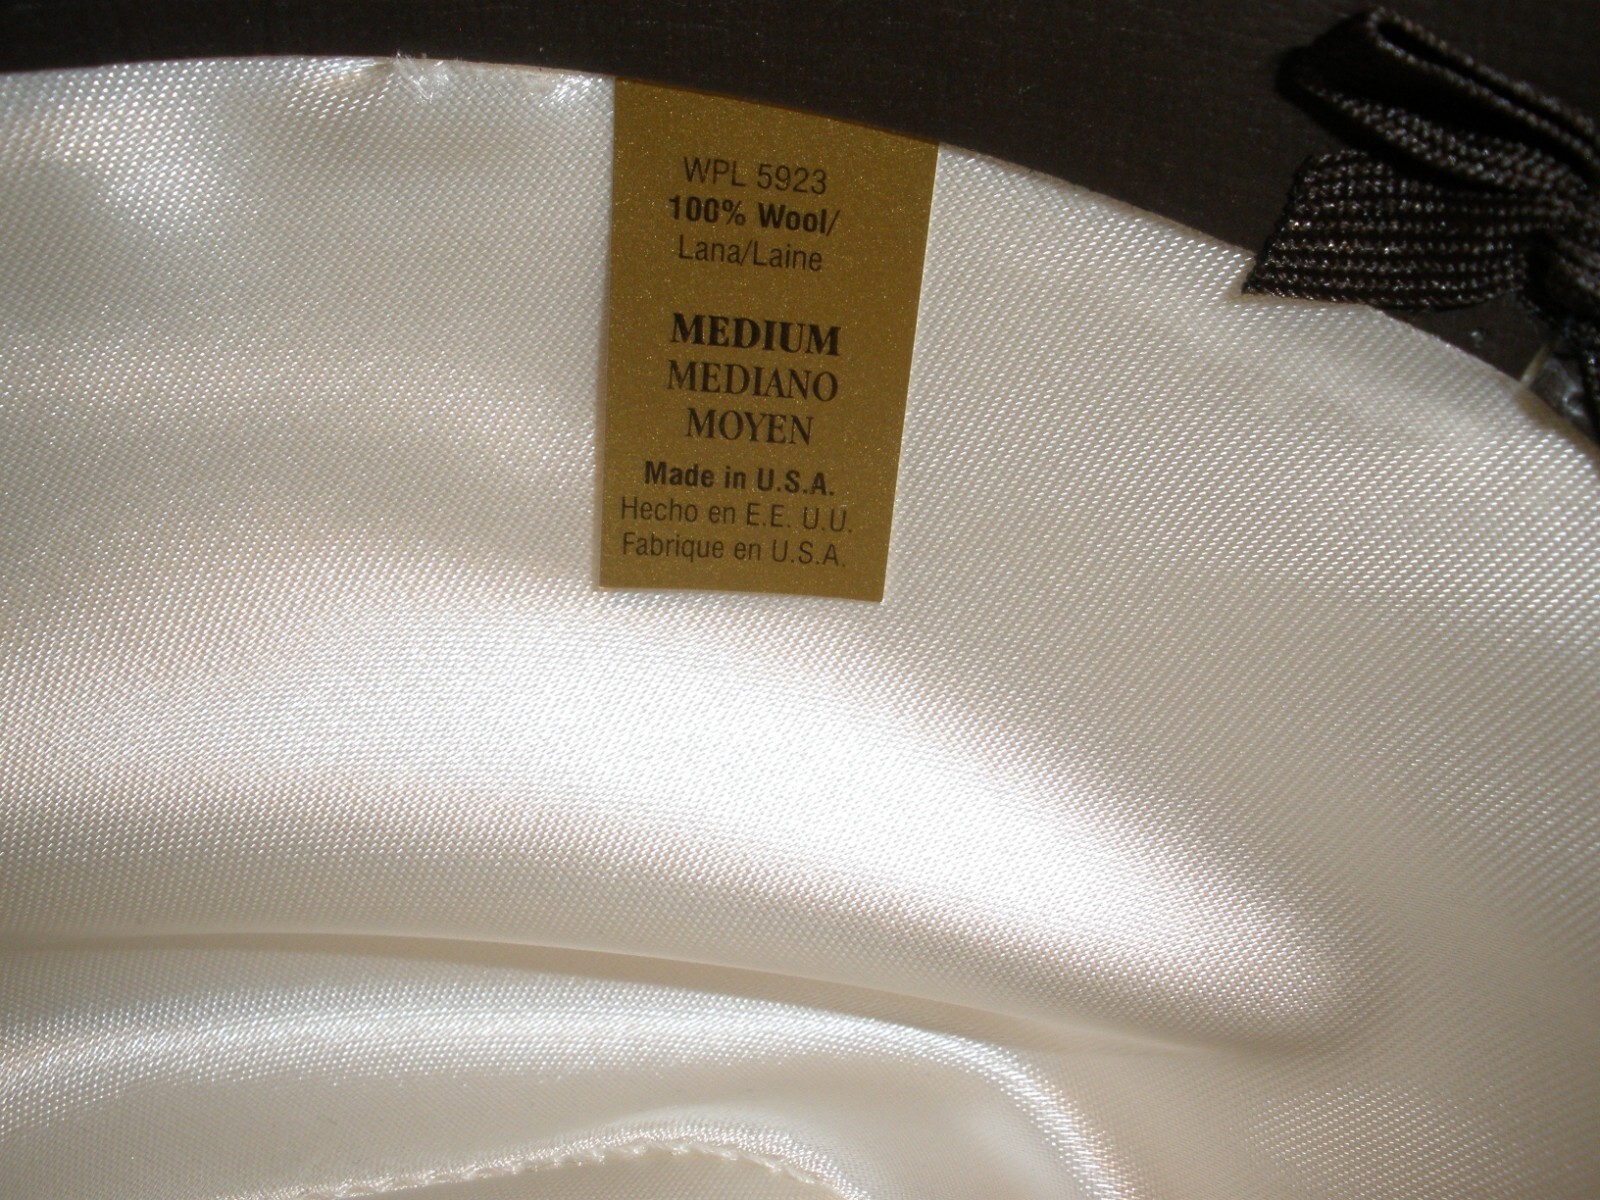 WPL 5923
100% Wool/
Lana/Laine
MEDIUM
MEDIANO
MOYEN
Made in U.S.A.
Hecho en E.E. U.U.
Fabrique en U.S.A.